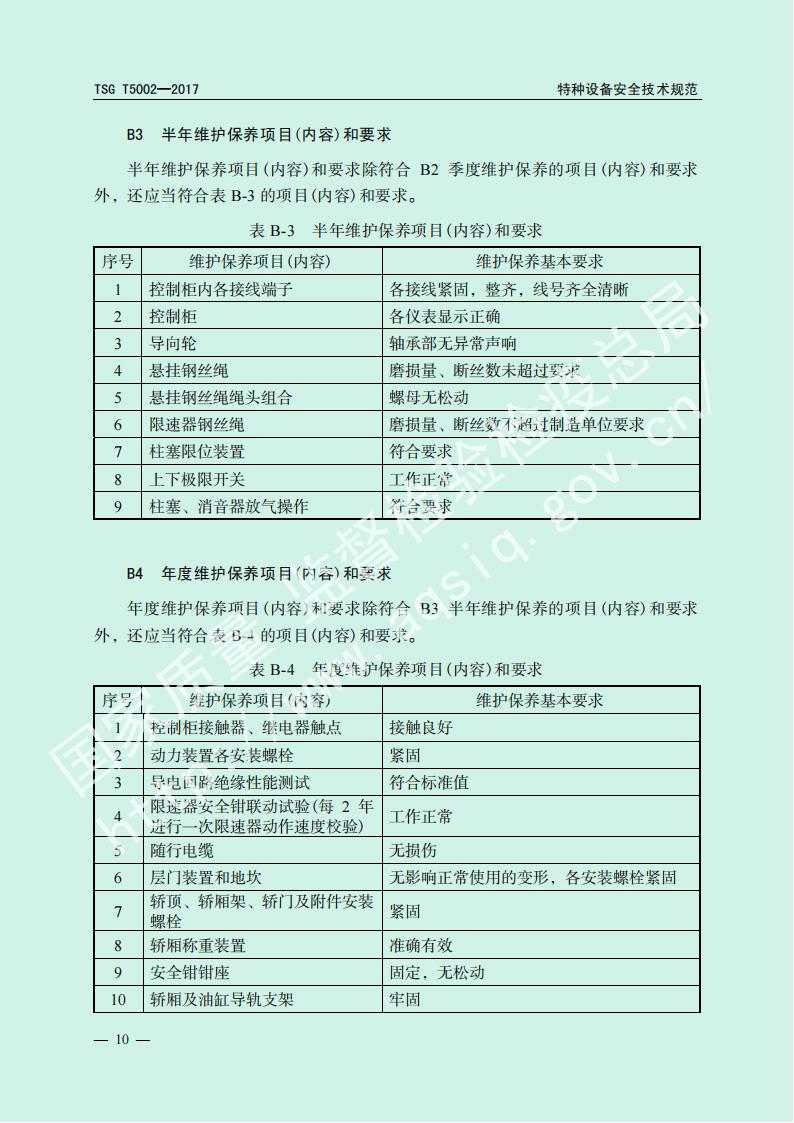 TSG T5002—2017 特种设备安全技术规范
B3 半年维护保养项目(内容)和要求
半年维护保养项目(内容)和要求除符合 B2 季度维护保养的项目(内容)和要求
外，还应当符合表 B-3 的项目(内容)和要求。
表 B-3 半年维护保养项目(内容)和要求
序号 维护保养项目(内容) 维护保养基本要求
1 控制柜内各接线端子 各接线紧固，整齐，线号齐全清晰
2 控制柜 各仪表显示正确
3 导向轮 轴承部无异常声响
4 悬挂钢丝绳 磨损量、断丝数未超过要求
5 悬挂钢丝绳绳头组合 螺母无松动
6 限速器钢丝绳 磨损量、断丝数不超过制造单位要求
7 柱塞限位装置 符合要求
8 上下极限开关 工作正常
9 柱塞、消音器放气操作 符合要求
B4 年度维护保养项目(内容)和要求
年度维护保养项目(内容)和要求除符合 B3 半年维护保养的项目(内容)和要求
外，还应当符合表 B-4 的项目(内容)和要求。
表 B-4 年度维护保养项目(内容)和要求
序号 维护保养项目(内容) 维护保养基本要求
1 控制柜接触器、继电器触点 接触良好
2 动力装置各安装螺栓 紧固
3 导电回路绝缘性能测试 符合标准值
4 限速器安全钳联动试验(每 2 年
进行一次限速器动作速度校验) 工作正常
5 随行电缆 无损伤
6 层门装置和地坎 无影响正常使用的变形，各安装螺栓紧固
7 轿顶、轿厢架、轿门及附件安装
螺栓 紧固
8 轿厢称重装置 准确有效
9 安全钳钳座 固定，无松动
10 轿厢及油缸导轨支架 牢固
— 10 —
国家质量监督检验检疫总局
http://www.aqsiq.gov.cn/